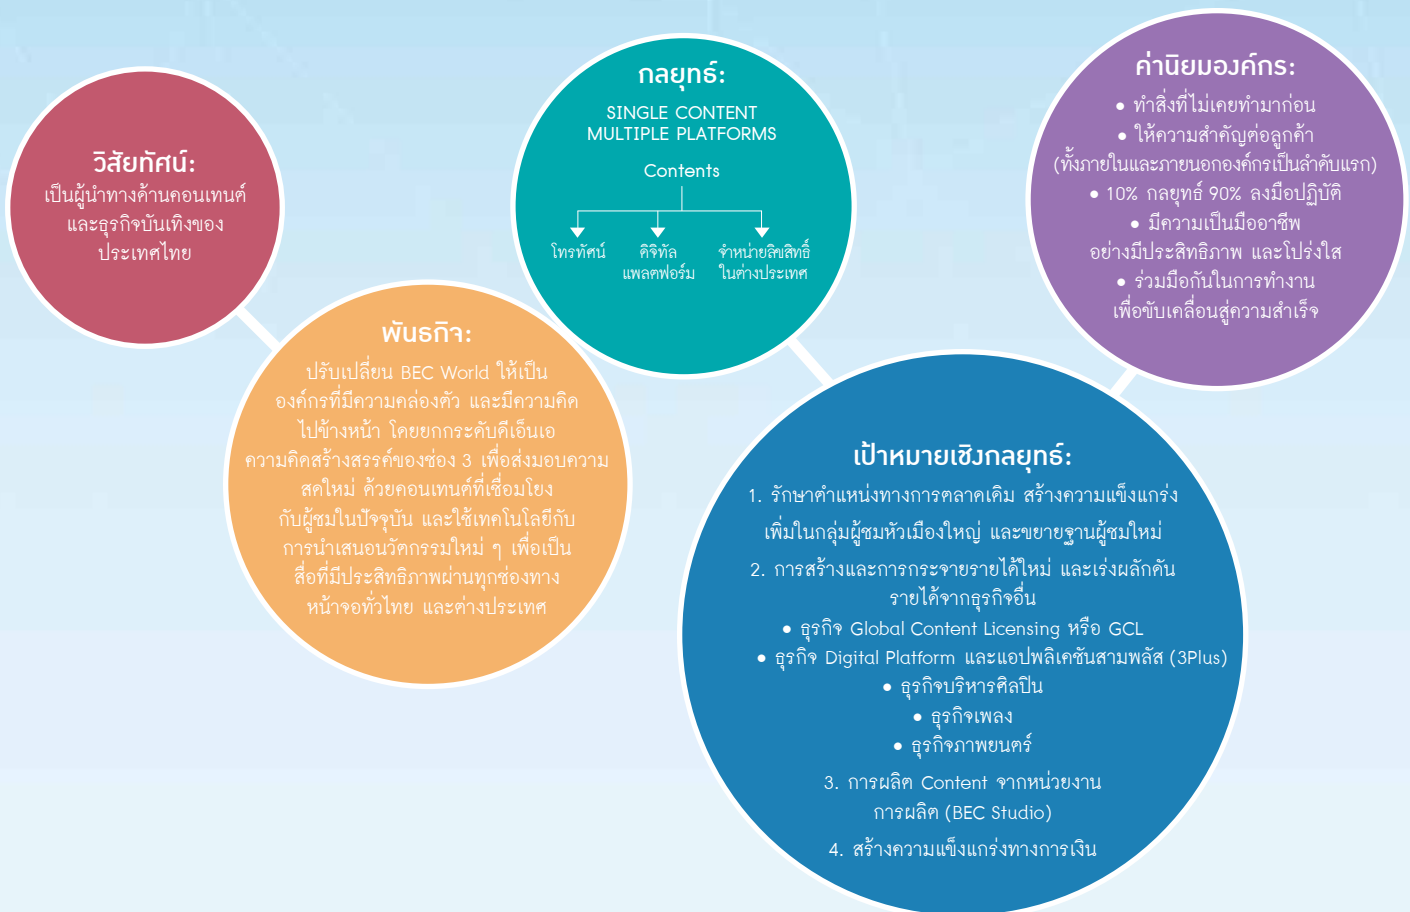 วิสัยทัศน์:
เป็นผู้นำทางด้านคอนเทนต์
และธุรกิจบันเทิงของ
ประเทศไทย
พันธกิจ:
ปรับเปลี่ยน BEC World ให้เป็น
องค์กรที่มีความคล่องตัว และมีความคิด
ไปข้างหน้า โดยยกระดับดีเอ็นเอ
ความคิดสร้างสรรค์ของช่อง 3 เพื่อส่งมอบความ
สดใหม่ ด้วยคอนเทนต์ที่เชื่อมโยง
กับผู้ชมในปัจจุบัน และใช้เทคโนโลยีกับ
การนำเสนอนวัตกรรมใหม่ ๆ เพื่อเป็น
สื่อที่มีประสิทธิภาพผ่านทุกช่องทาง
หน้าจอทั่วไทย และต่างประเทศ
กลยุทธ์:
SINGLE CONTENT
MULTIPLE PLATFORMS
Contents
โทรทัศน์
ดิจิทัล
แพลตฟอร์ม
จำหน่ายลิขสิทธิ์
ในต่างประเทศ
ค่านิยมองค์กร:
• ทำสิ่งที่ไม่เคยทำมาก่อน
• ให้ความสำคัญต่อลูกค้า
(ทั้งภายในและภายนอกองค์กรเป็นลำดับแรก)
• 10% กลยุทธ์ 90% ลงมือปฏิบัติ
• มีความเป็นมืออาชีพ
อย่างมีประสิทธิภาพ และโปร่งใส
• ร่วมมือกันในการทำงาน
เพื่อขับเคลื่อนสู่ความสำเร็จ
เป้าหมายเชิงกลยุทธ์:
1. รักษาตำแหน่งทางการตลาดเดิม สร้างความแข็งแกร่ง
เพิ่มในกลุ่มผู้ชมหัวเมืองใหญ่ และขยายฐานผู้ชมใหม่
2. การสร้างและการกระจายรายได้ใหม่ และเร่งผลักดัน
รายได้จากธุรกิจอื่น
• ธุรกิจ Global Content Licensing หรือ GCL
• ธุรกิจ Digital Platform และแอปพลิเคชันสามพลัส (3Plus)
• ธุรกิจบริหารศิลปิน
• ธุรกิจเพลง
• ธุรกิจภาพยนตร์
3. การผลิต Content จากหน่วยงาน
การผลิต (BEC Studio)
4. สร้างความแข็งแกร่งทางการเงิน